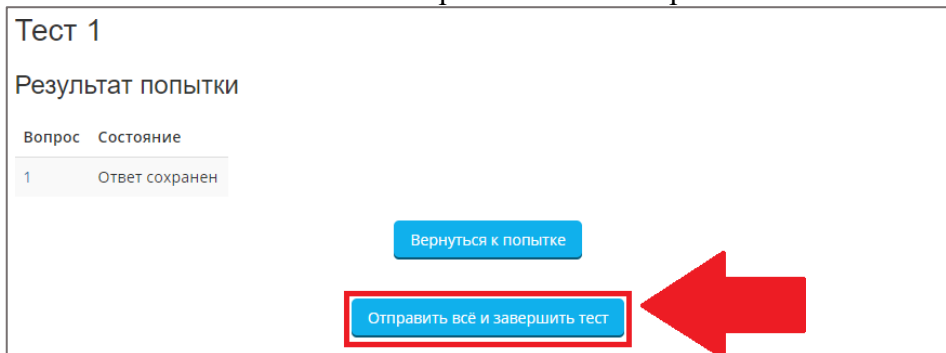 Тест 1
Результат попытки
Вопрос Состояние
1 Ответ сохранен
Вернуться к попытке
Отправить всё и завершить тест